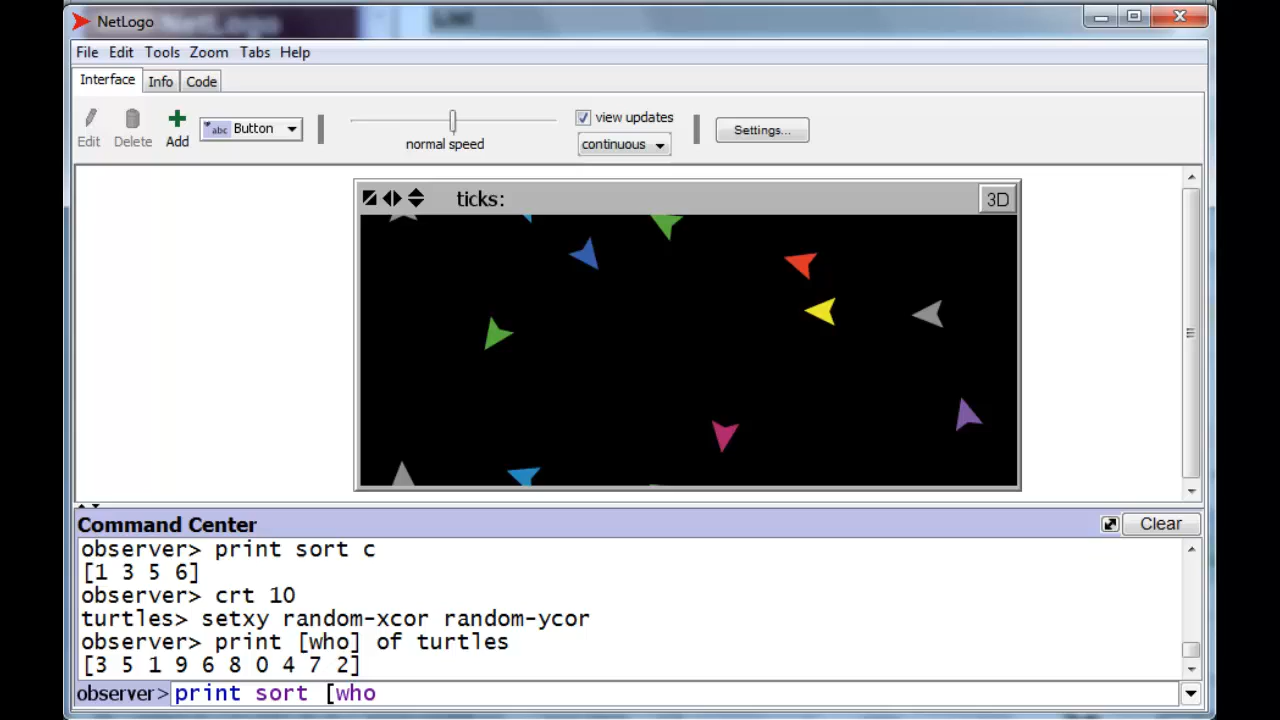 NetLogo
File Edit Tools Zoom Tabs Help
Interface Info Code
Edit Delete Add abc Button normal speed view updates continuous Settings...
ticks: 3D
Command Center Clear
observer> print sort c
[1 3 5 6]
observer> crt 10
turtles> setxy random-xcor random-ycor
observer> print [who] of turtles
[3 5 1 9 6 8 0 4 7 2]
observer> print sort [who